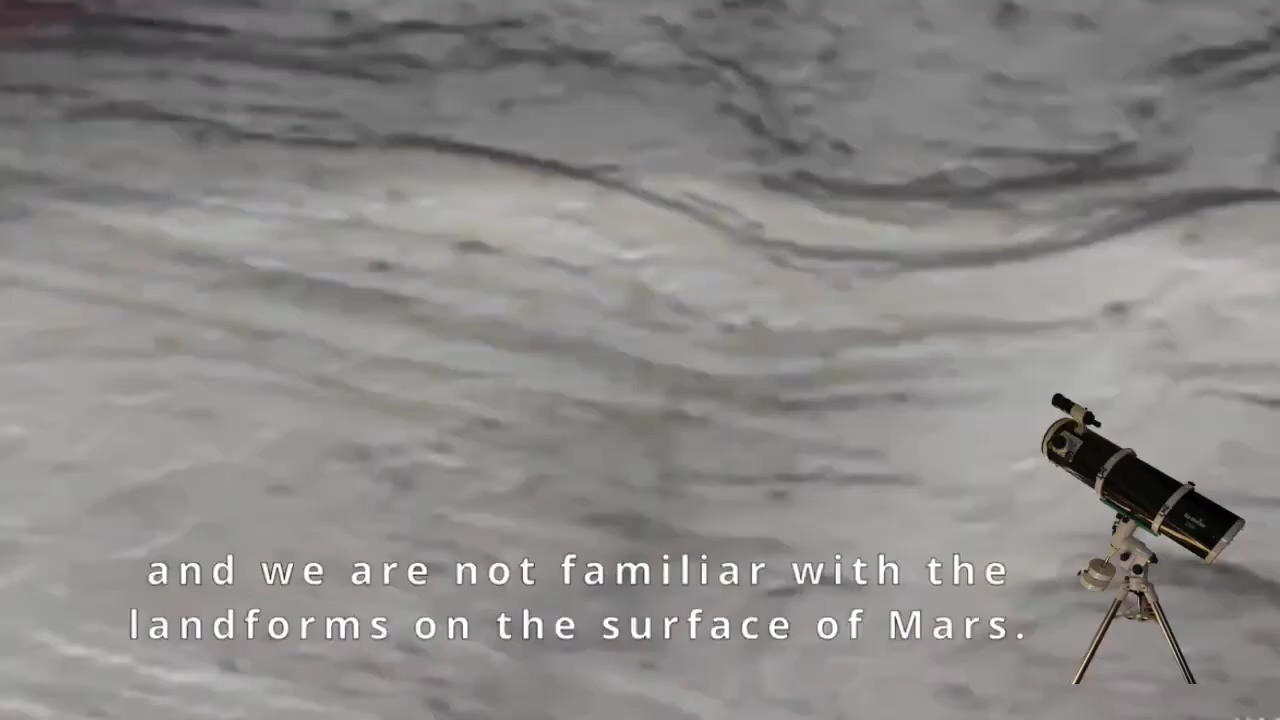 and we are not familiar with the
landforms on the surface of Mars.